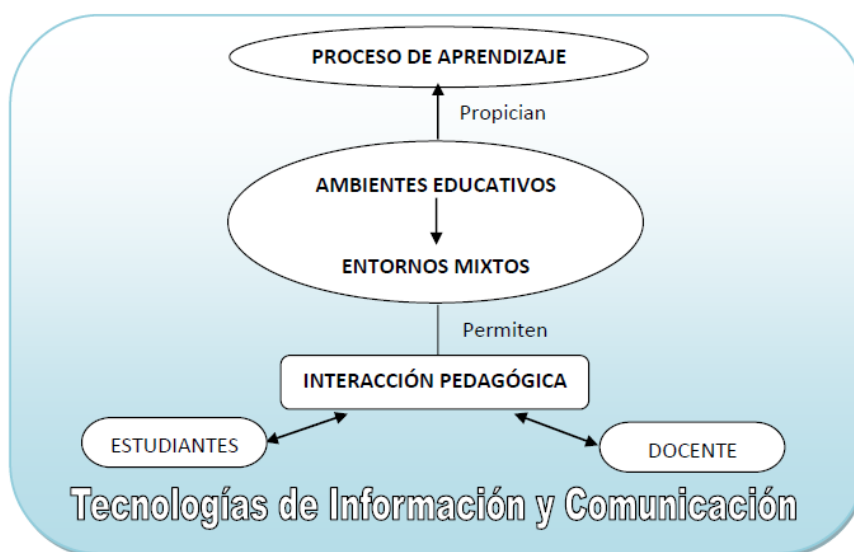 PROCESO DE APRENDIZAJE
Propician
AMBIENTES EDUCATIVOS
ENTORNOS MIXTOS
Permiten
INTERACCIÓN PEDAGÓGICA
ESTUDIANTES
DOCENTE
Tecnologías de Información y Comunicación